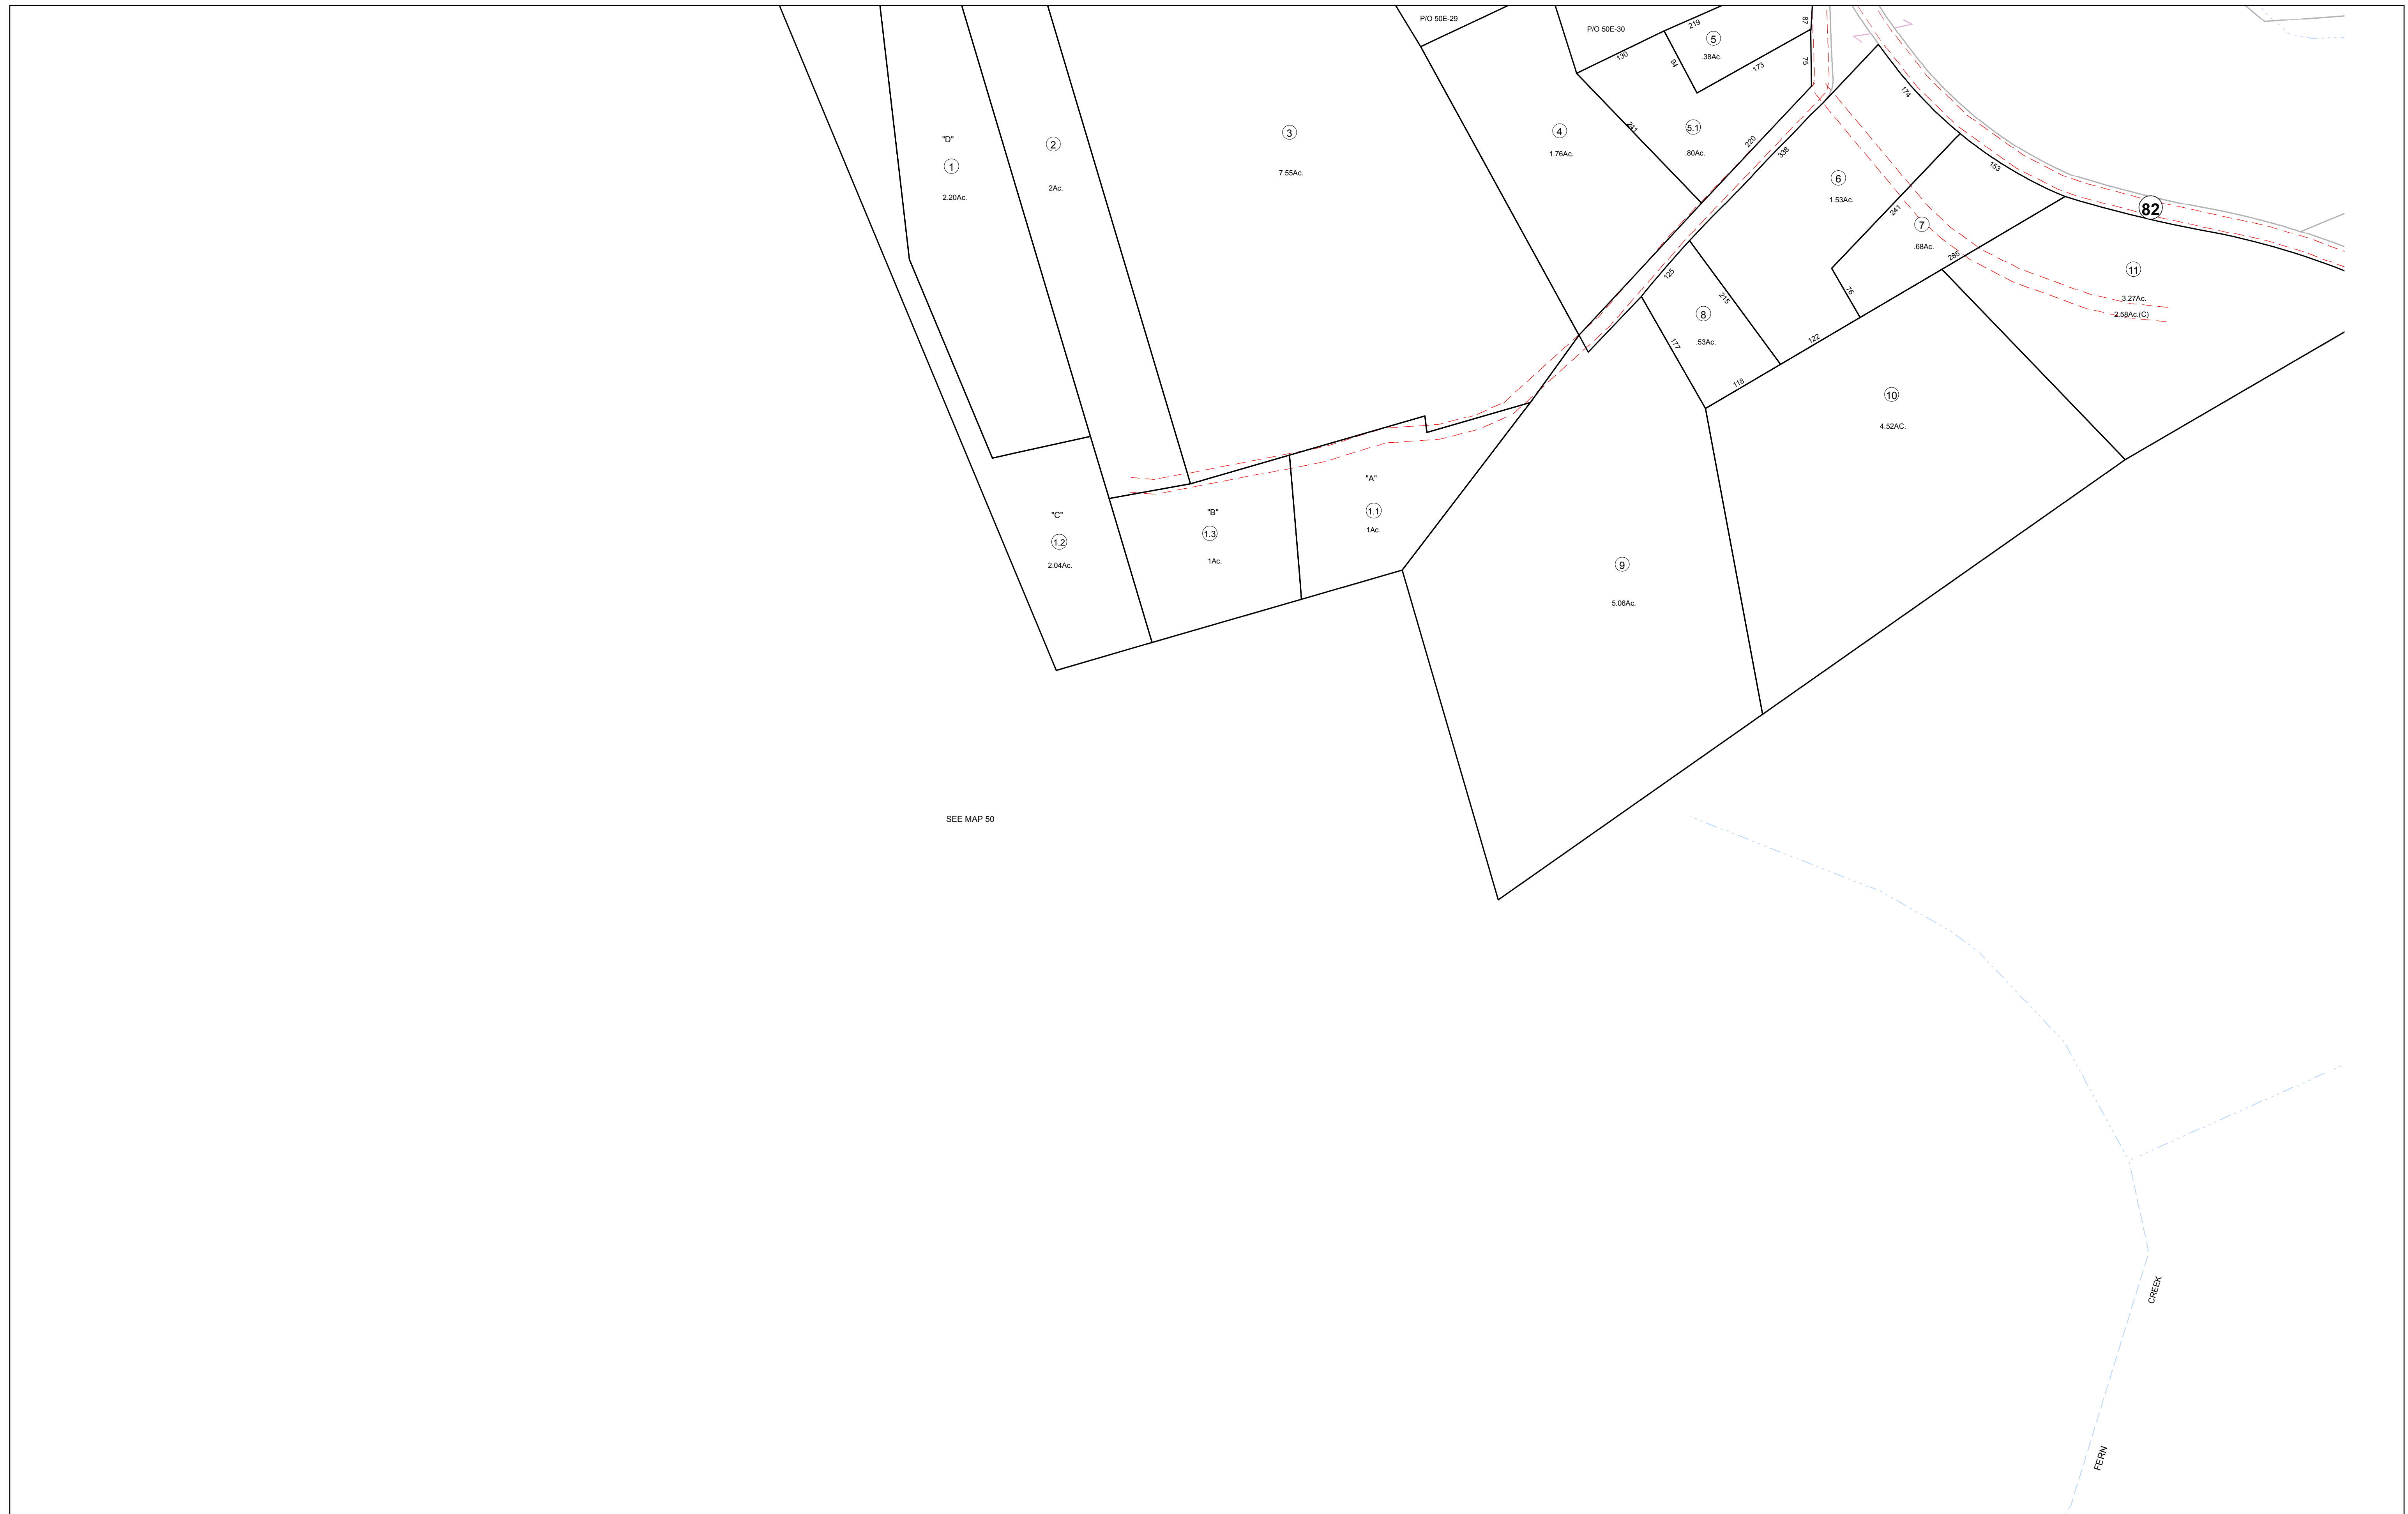 P/O 50E-29
P/O 50E-30
219
87
5
.38Ac.
130
94
173
75
174
"D"
1
2.20Ac.
2
2Ac.
3
7.55Ac.
4
1.76Ac.
241
5.1
.80Ac.
220
338
6
1.53Ac.
153
241
7
.68Ac.
82
265
11
3.27Ac.
2.58Ac.(C)
125
215
76
8
.53Ac.
177
122
118
10
4.52AC.
"A"
1.1
1Ac.
"B"
1.3
1Ac.
"C"
1.2
2.04Ac.
9
5.06Ac.
SEE MAP 50
FERN
CREEK